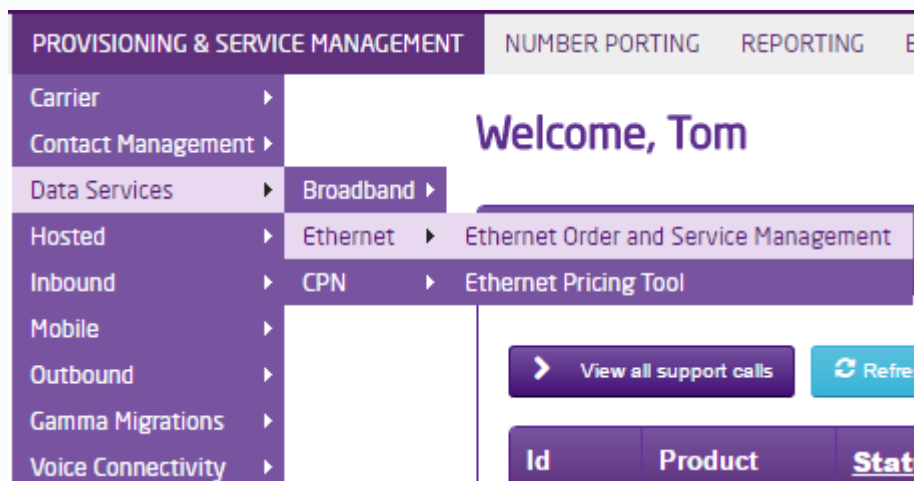 PROVISIONING & SERVICE MANAGEMENT NUMBER PORTING REPORTING
Carrier
Contact Management
Welcome, Tom
Data Services Broadband
Hosted Ethernet Ethernet Order and Service Management
Inbound CPN Ethernet Pricing Tool
Mobile
Outbound View all support calls
Gamma Migrations
Voice Connectivity Id Product